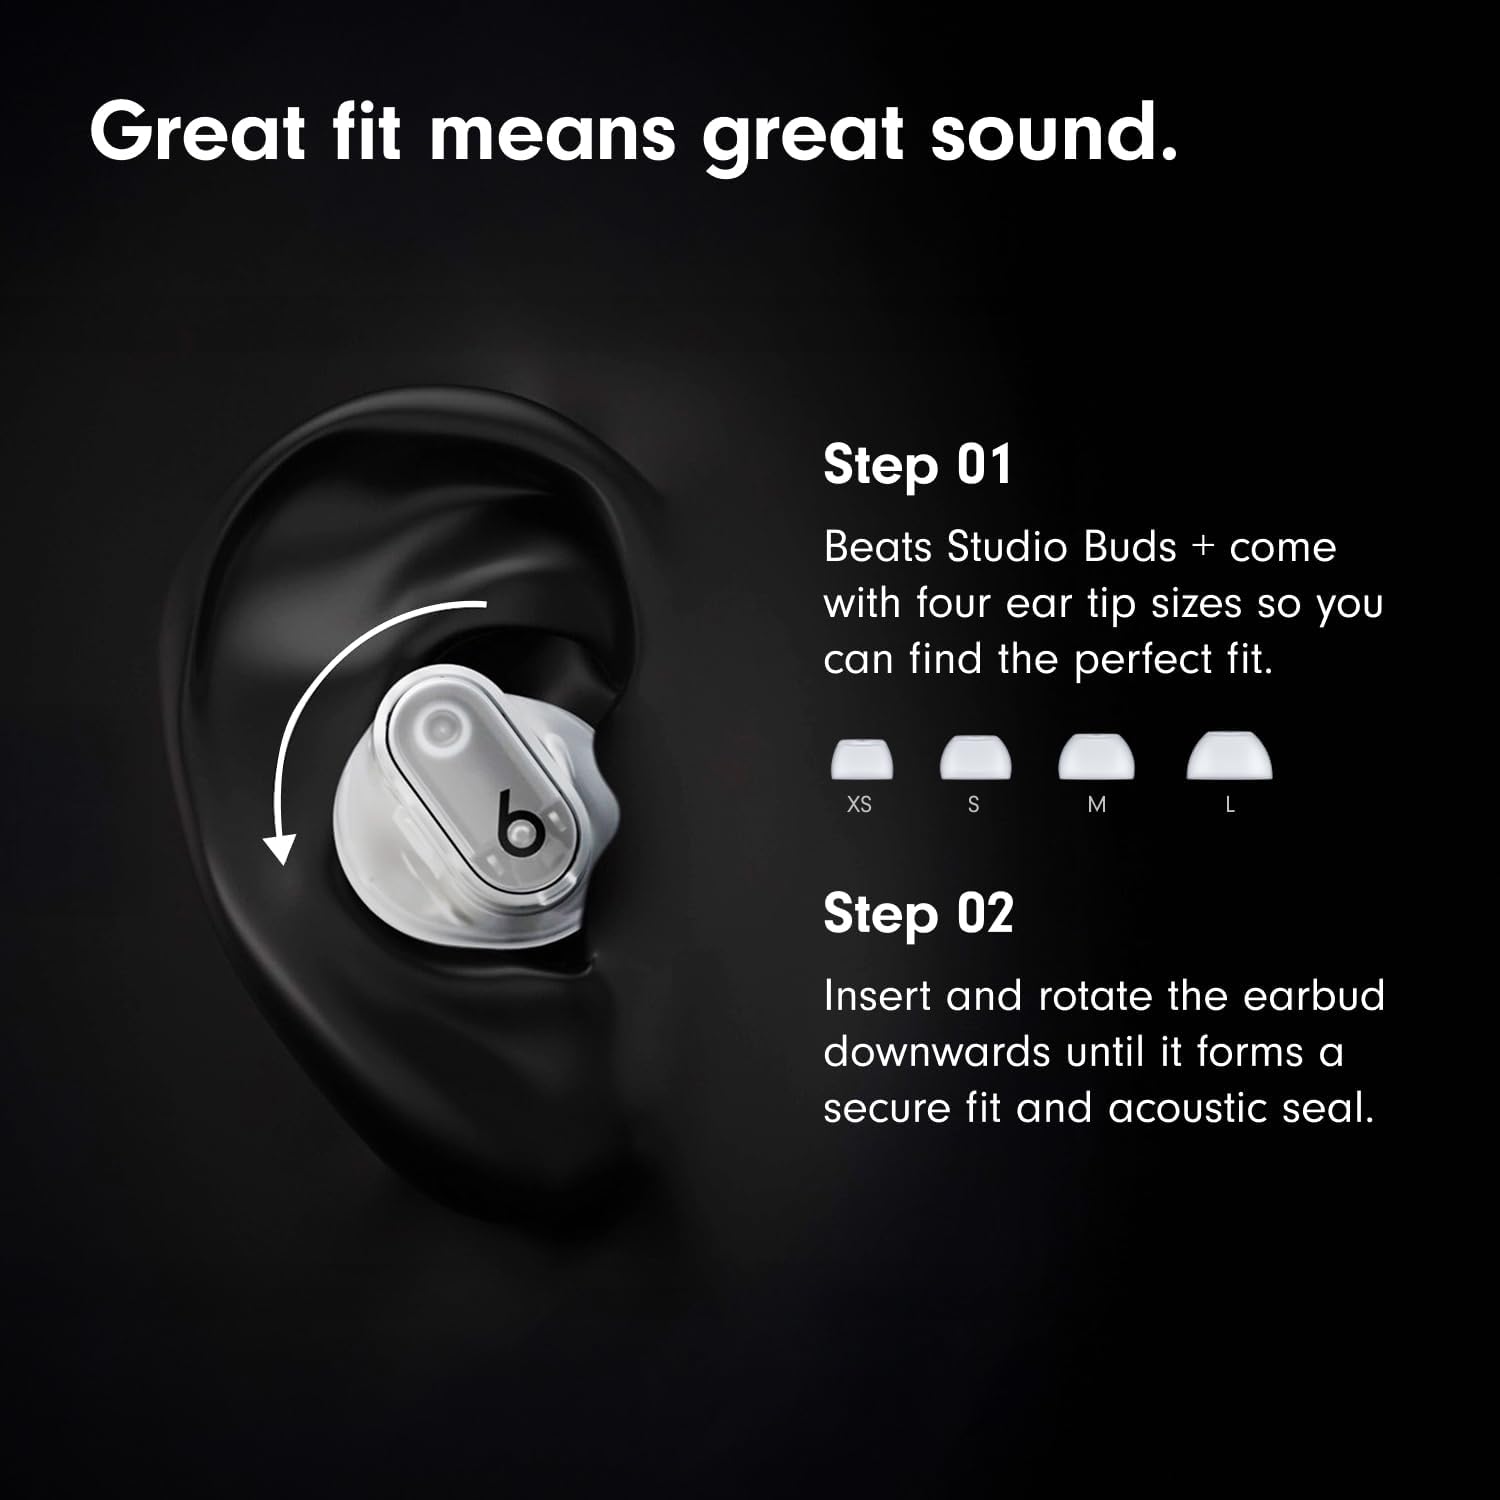 Great fit means great sound.
Step 01
Beats Studio Buds + come
with four ear tip sizes so you
can find the perfect fit.
XS S M L
Step 02
Insert and rotate the earbud
downwards until it forms a
secure fit and acoustic seal.